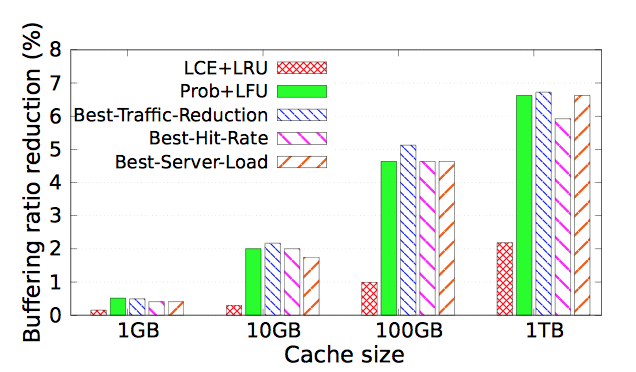 Buffering ratio reduction (%)
8
7
6
5
4
3
2
1
0
LCE+LRU
Prob+LFU
Best-Traffic-Reduction
Best-Hit-Rate
Best-Server-Load
1GB 10GB 100GB 1TB
Cache size